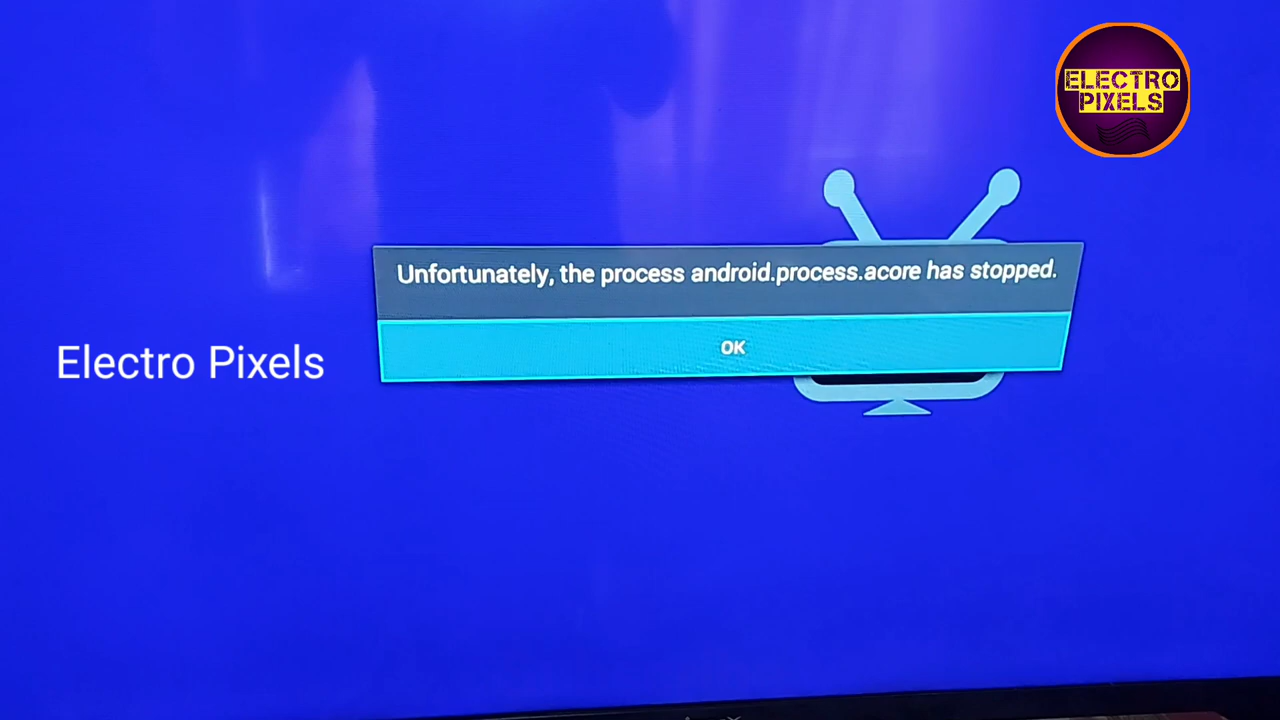 ELECTRO
PIXELS
Unfortunately, the process android.process.acore has stopped.
OK
Electro Pixels